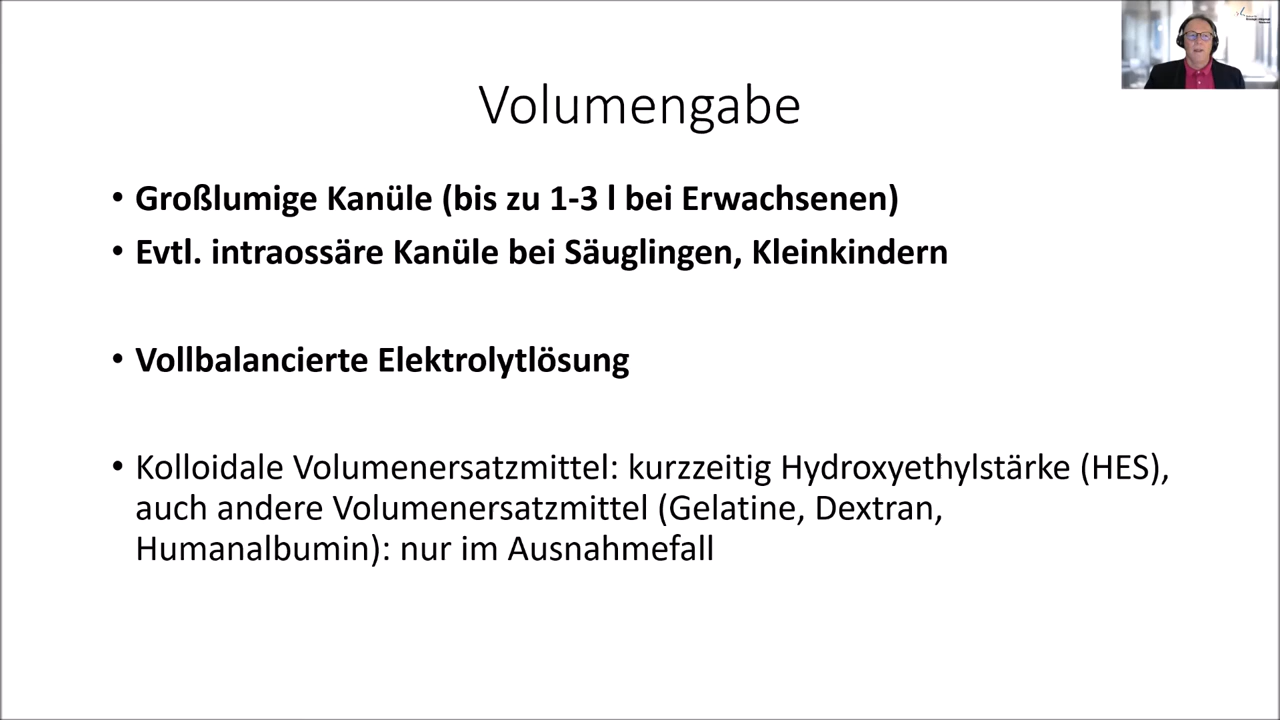 Volumengabe
• Großlumige Kanüle (bis zu 1-3 l bei Erwachsenen)
• Evtl. intraossäre Kanüle bei Säuglingen, Kleinkindern
• Vollbalancierte Elektrolytlösung
• Kolloidale Volumenersatzmittel: kurzzeitig Hydroxyethylstärke (HES),
auch andere Volumenersatzmittel (Gelatine, Dextran,
Humanalbumin): nur im Ausnahmefall